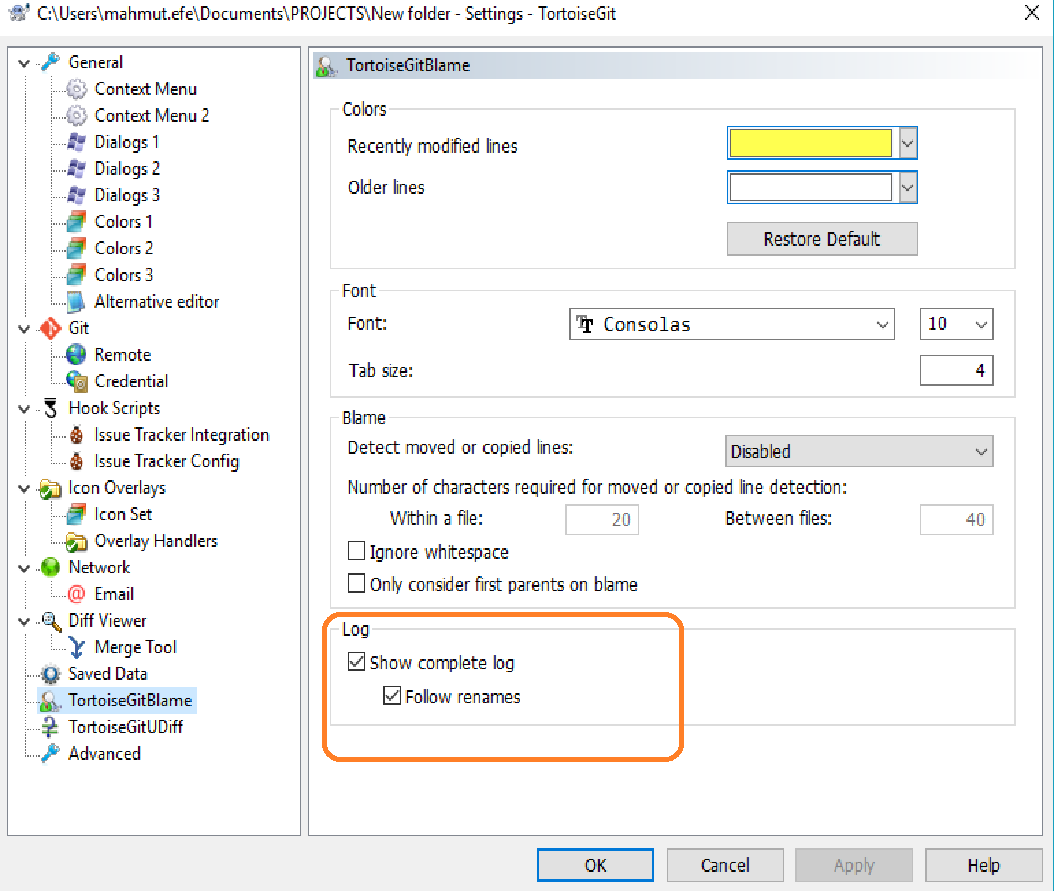 C:\Users\mahmut.efe\Documents\PROJECTS\New folder - Settings - TortoiseGit
General
Context Menu
Context Menu 2
Dialogs 1
Dialogs 2
Dialogs 3
Colors 1
Colors 2
Colors 3
Alternative editor
Git
Remote
Credential
Hook Scripts
Issue Tracker Integration
Issue Tracker Config
Icon Overlays
Icon Set
Overlay Handlers
Network
Email
Diff Viewer
Merge Tool
Saved Data
TortoiseGitBlame
TortoiseGitUDiff
Advanced
TortoiseGitBlame
Colors
Recently modified lines
Older lines
Restore Default
Font
Font: Consolas 10
Tab size: 4
Blame
Detect moved or copied lines: Disabled
Number of characters required for moved or copied line detection:
Within a file: 20 Between files: 40
Ignore whitespace
Only consider first parents on blame
Log
Show complete log
Follow renames
OK Cancel Apply Help